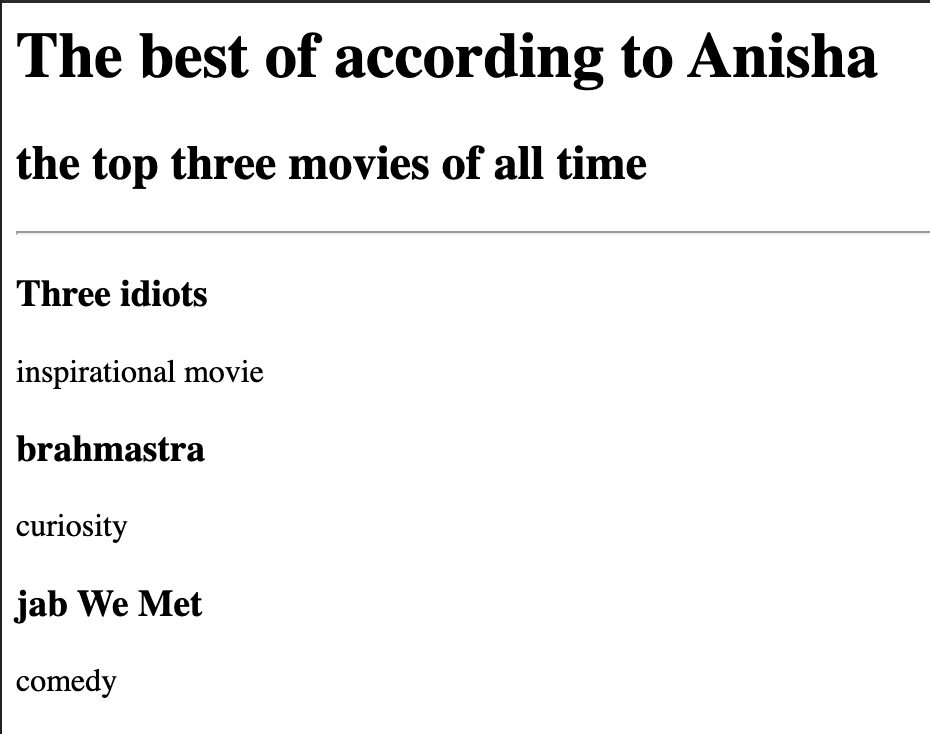 The best of according to Anisha
the top three movies of all time
Three idiots
inspirational movie
brahmastra
curiosity
jab We Met
comedy